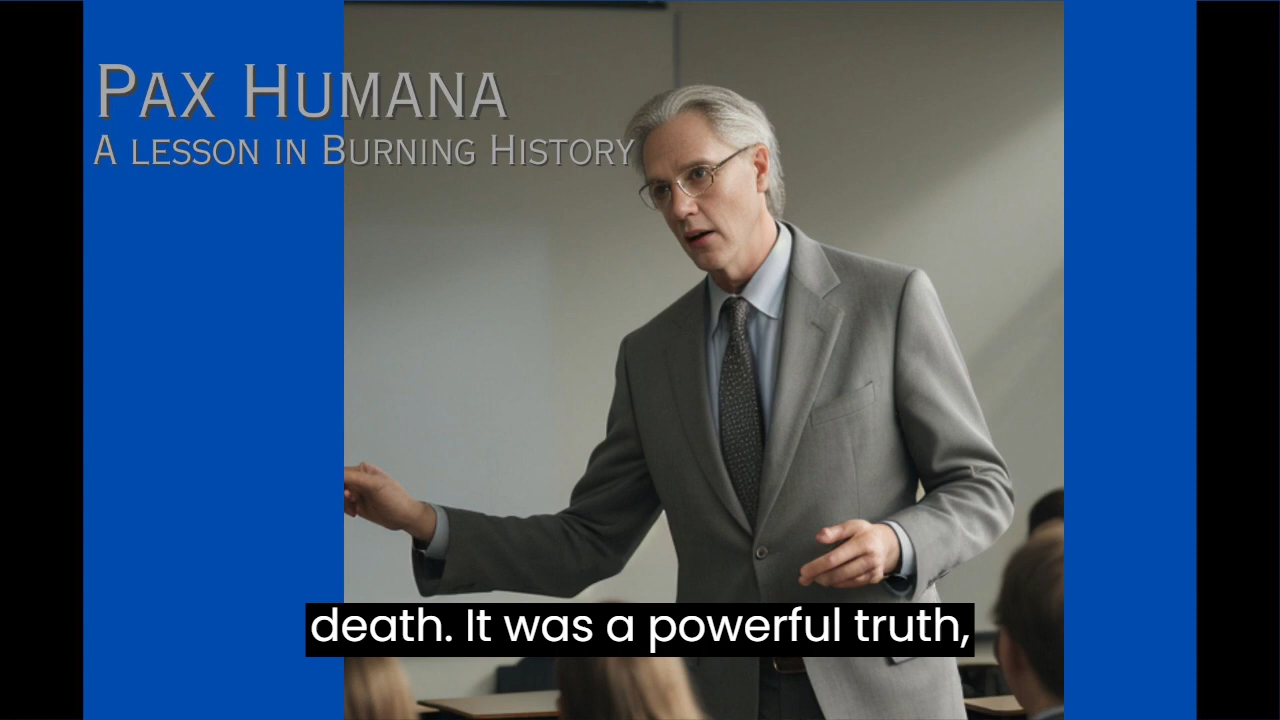 Pax Humana
A lesson in Burning History
death. It was a powerful truth,